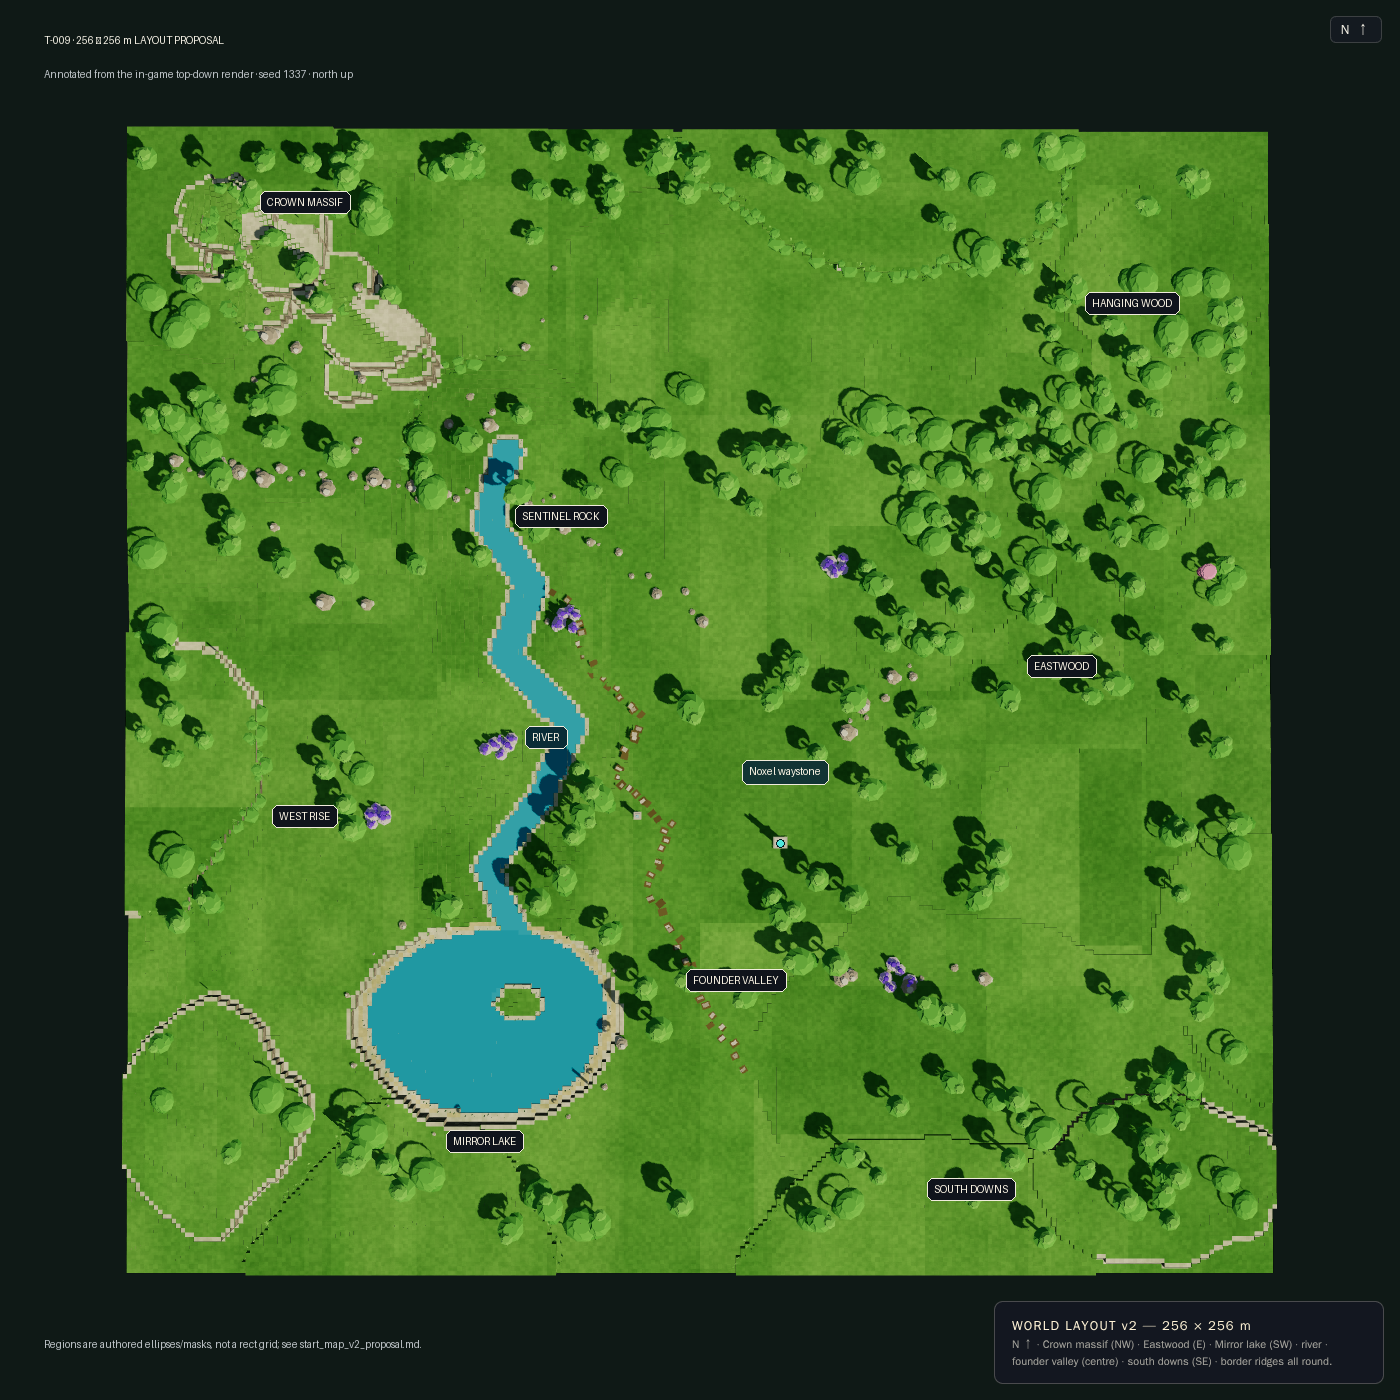 T-009 · 256 ☒ 256 m LAYOUT PROPOSAL
N ↑
Annotated from the in-game top-down render · seed 1337 · north up
CROWN MASSIF
HANGING WOOD
SENTINEL ROCK
EASTWOOD
RIVER
Noxel waystone
WEST RISE
FOUNDER VALLEY
MIRROR LAKE
SOUTH DOWNS
WORLD LAYOUT v2 — 256 × 256 m
N ↑ · Crown massif (NW) · Eastwood (E) · Mirror lake (SW) · river ·
founder valley (centre) · south downs (SE) · border ridges all round.
Regions are authored ellipses/masks, not a rect grid; see start_map_v2_proposal.md.